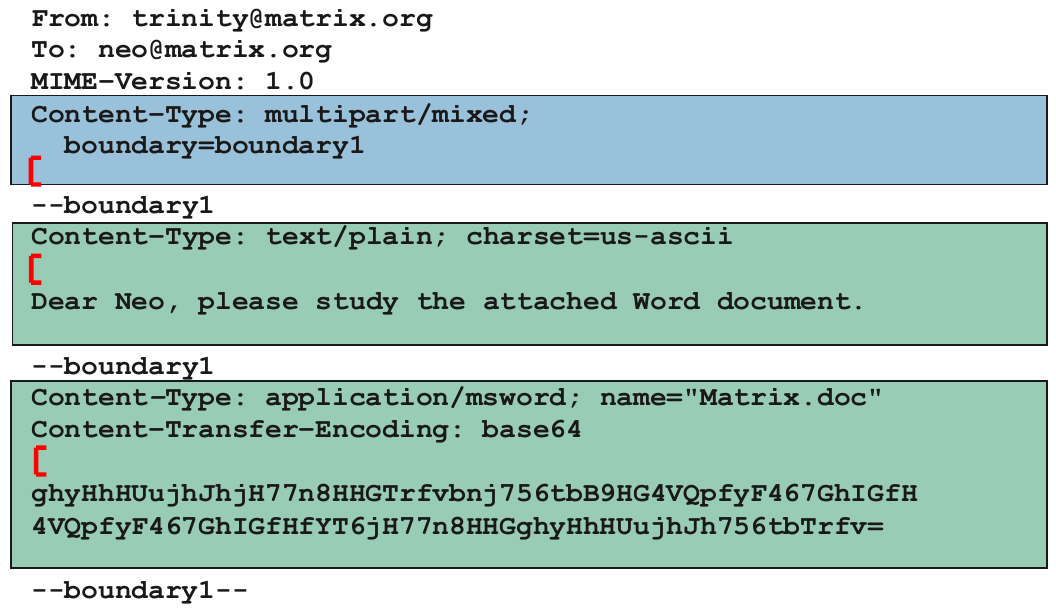 From: trinity@matrix.org
To: neo@matrix.org
MIME-Version: 1.0
Content-Type: multipart/mixed;
boundary=boundary1
--boundary1
Content-Type: text/plain; charset=us-ascii
Dear Neo, please study the attached Word document.
--boundary1
Content-Type: application/msword; name="Matrix.doc"
Content-Transfer-Encoding: base64
ghyHhHUujhJhjH77n8HHGTrfvbnj756tbB9HG4VQpfyF467GhIGfH
4VQpfyF467GhIGfHfYT6jH77n8HHGghyHhHUujhJh756tbTrfv=
--boundary1--